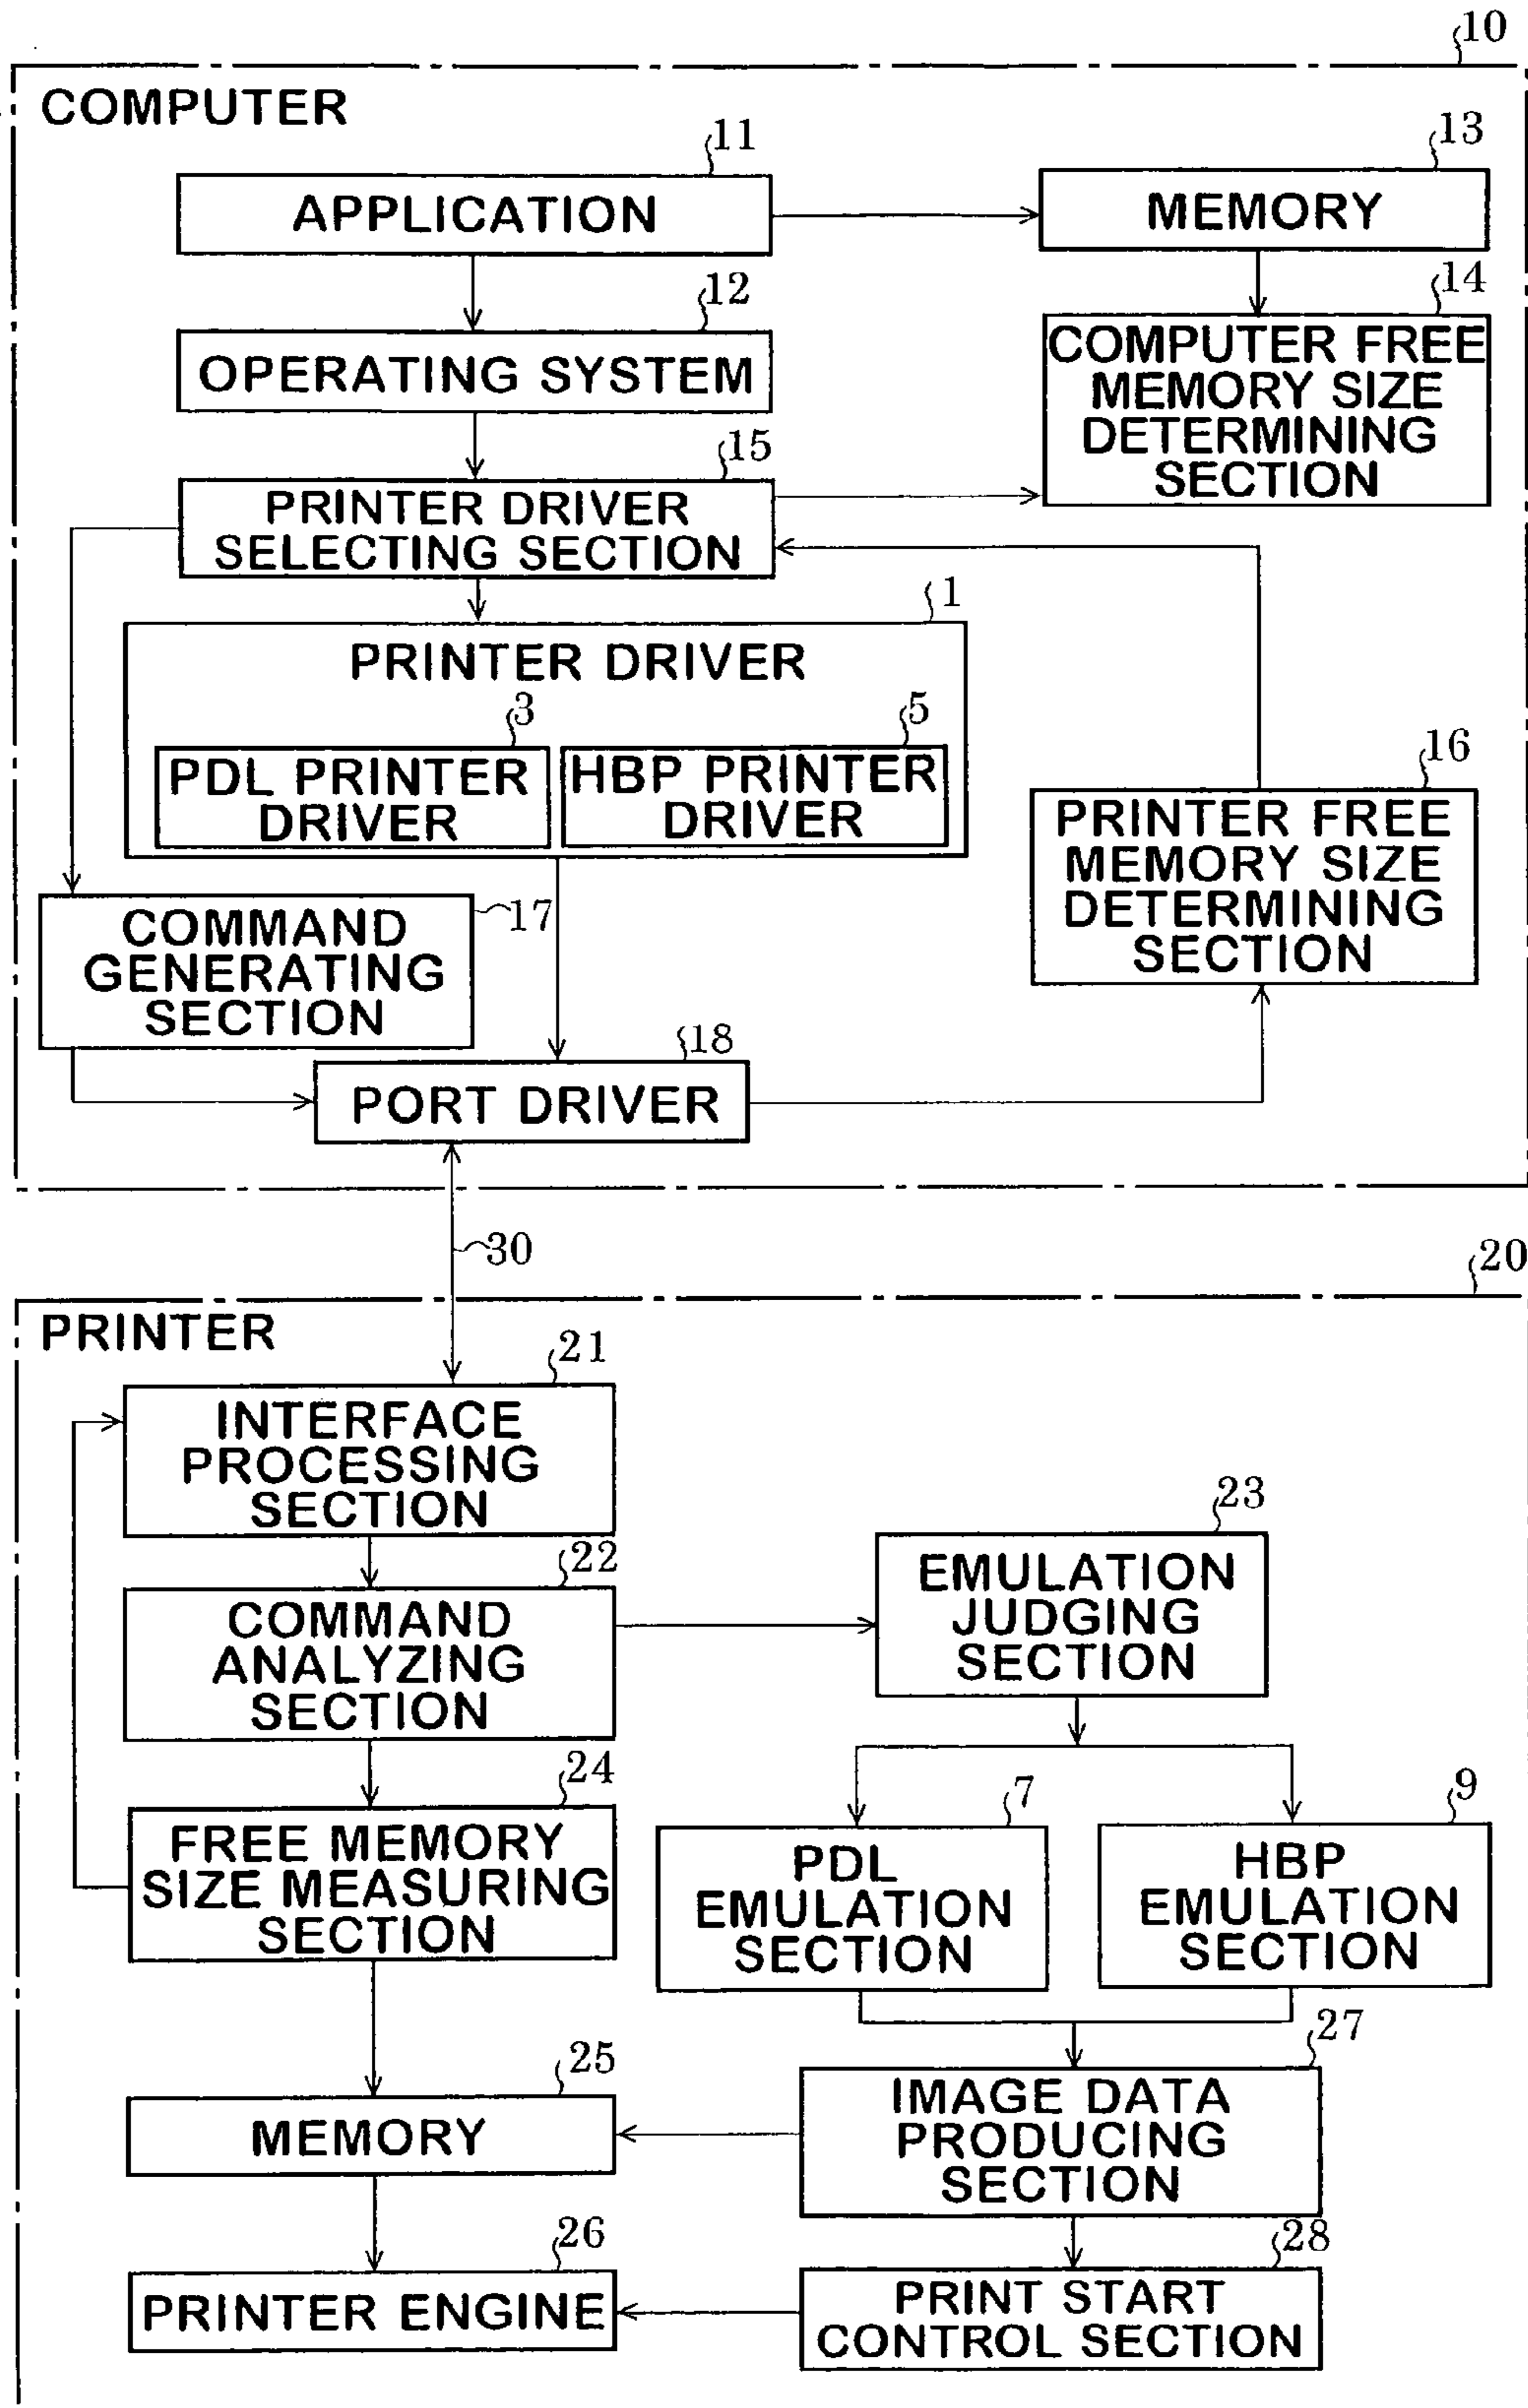 10
COMPUTER
11
13
APPLICATION
MEMORY
12
14
OPERATING SYSTEM
COMPUTER FREE
MEMORY SIZE
DETERMINING
SECTION
15
PRINTER DRIVER
SELECTING SECTION
1
PRINTER DRIVER
3
5
PDL PRINTER
DRIVER
HBP PRINTER
DRIVER
16
PRINTER FREE
MEMORY SIZE
DETERMINING
SECTION
17
COMMAND
GENERATING
SECTION
18
PORT DRIVER
30
20
PRINTER
21
INTERFACE
PROCESSING
SECTION
23
22
EMULATION
JUDGING
SECTION
COMMAND
ANALYZING
SECTION
24
7
9
FREE MEMORY
SIZE MEASURING
SECTION
PDL
EMULATION
SECTION
HBP
EMULATION
SECTION
25
27
MEMORY
IMAGE DATA
PRODUCING
SECTION
26
28
PRINTER ENGINE
PRINT START
CONTROL SECTION